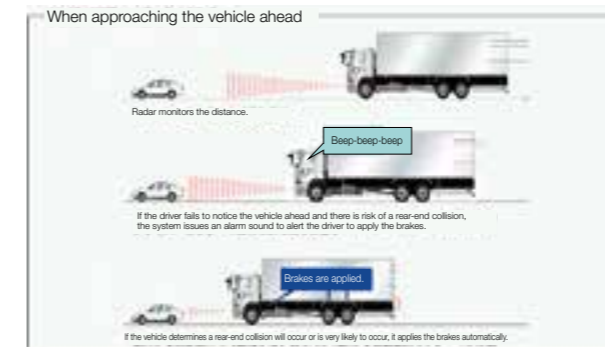 When approaching the vehicle ahead
Radar monitors the distance.
Beep-beep-beep
If the driver fails to notice the vehicle ahead and there is risk of a rear-end collision,
the system issues an alarm sound to alert the driver to apply the brakes.
Brakes are applied.
If the vehicle determines a rear-end collision will occur or is very likely to occur, it applies the brakes automatically.